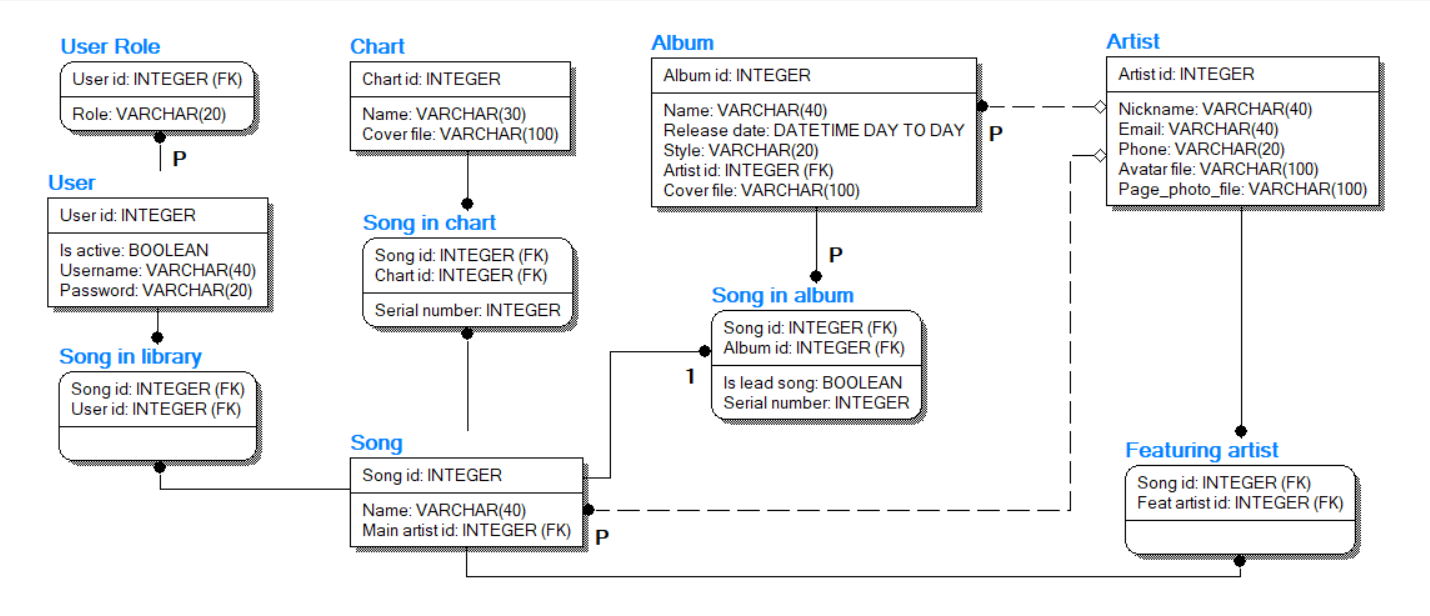 User Role
User id: INTEGER (FK)
Role: VARCHAR(20)
P
User
User id: INTEGER
Is active: BOOLEAN
Username: VARCHAR(40)
Password: VARCHAR(20)
Song in library
Song id: INTEGER (FK)
User id: INTEGER (FK)
Chart
Chart id: INTEGER
Name: VARCHAR(30)
Cover file: VARCHAR(100)
Song in chart
Song id: INTEGER (FK)
Chart id: INTEGER (FK)
Serial number: INTEGER
Song
Song id: INTEGER
Name: VARCHAR(40)
Main artist id: INTEGER (FK)
P
Album
Album id: INTEGER
Name: VARCHAR(40)
Release date: DATETIME DAY TO DAY
Style: VARCHAR(20)
Artist id: INTEGER (FK)
Cover file: VARCHAR(100)
P
P
Song in album
Song id: INTEGER (FK)
Album id: INTEGER (FK)
Is lead song: BOOLEAN
Serial number: INTEGER
1
Artist
Artist id: INTEGER
Nickname: VARCHAR(40)
Email: VARCHAR(40)
Phone: VARCHAR(20)
Avatar file: VARCHAR(100)
Page_photo_file: VARCHAR(100)
Featuring artist
Song id: INTEGER (FK)
Feat artist id: INTEGER (FK)